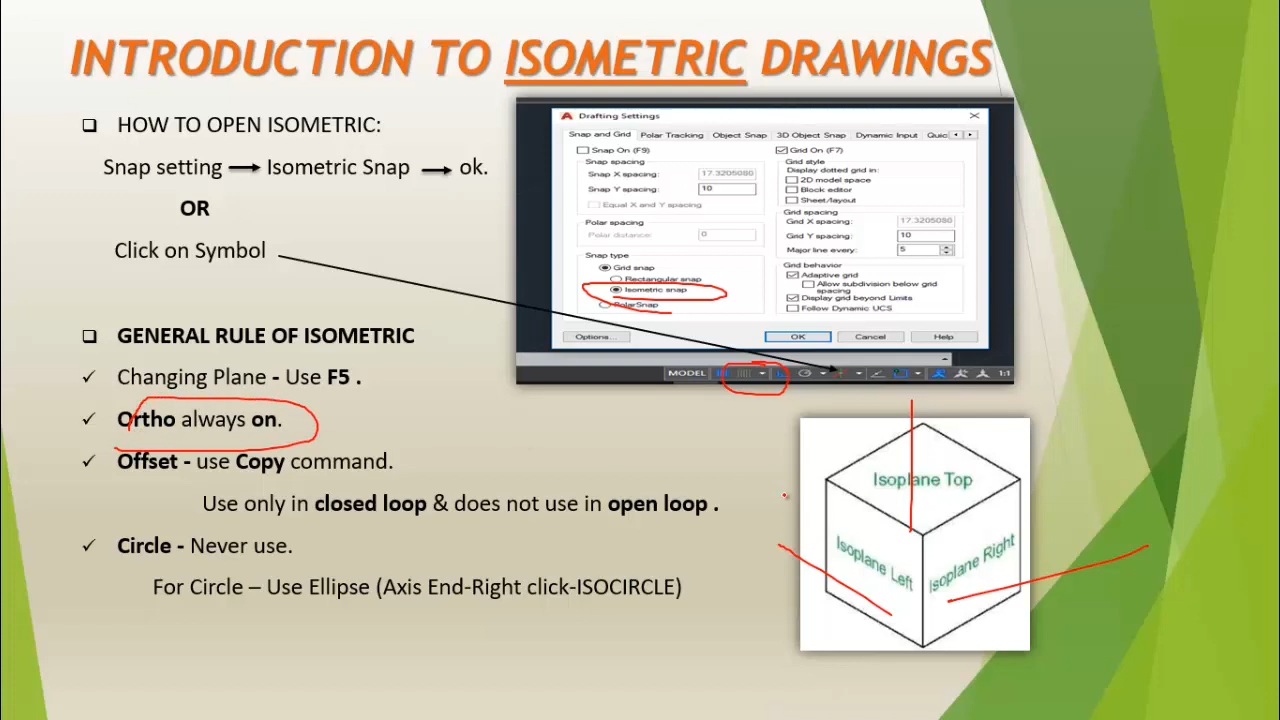 INTRODUCTION TO ISOMETRIC DRAWINGS
HOW TO OPEN ISOMETRIC:
Snap setting → Isometric Snap → ok.
OR
Click on Symbol
GENERAL RULE OF ISOMETRIC
Changing Plane - Use F5 .
Ortho always on.
Offset - use Copy command.
Use only in closed loop & does not use in open loop .
Circle - Never use.
For Circle – Use Ellipse (Axis End-Right click-ISOCIRCLE)
Drafting Settings
Snap and Grid Polar Tracking Object Snap 3D Object Snap Dynamic Input Quic
Snap On (F9)
Snap spacing
Snap X spacing: 17.3205080
Snap Y spacing: 10
Equal X and Y spacing
Polar spacing
Polar distance: 0
Snap type
Grid snap
Rectangular snap
Isometric snap
PolarSnap
Grid On (F7)
Grid style
Display dotted grid in:
2D model space
Block editor
Sheet/layout
Grid spacing
Grid X spacing: 17.3205080
Grid Y spacing: 10
Major line every: 5
Grid behavior
Adaptive grid
Allow subdivision below grid
spacing
Display grid beyond Limits
Follow Dynamic UCS
Options... OK Cancel Help
MODEL 1:1
Isoplane Top
Isoplane Left
Isoplane Right